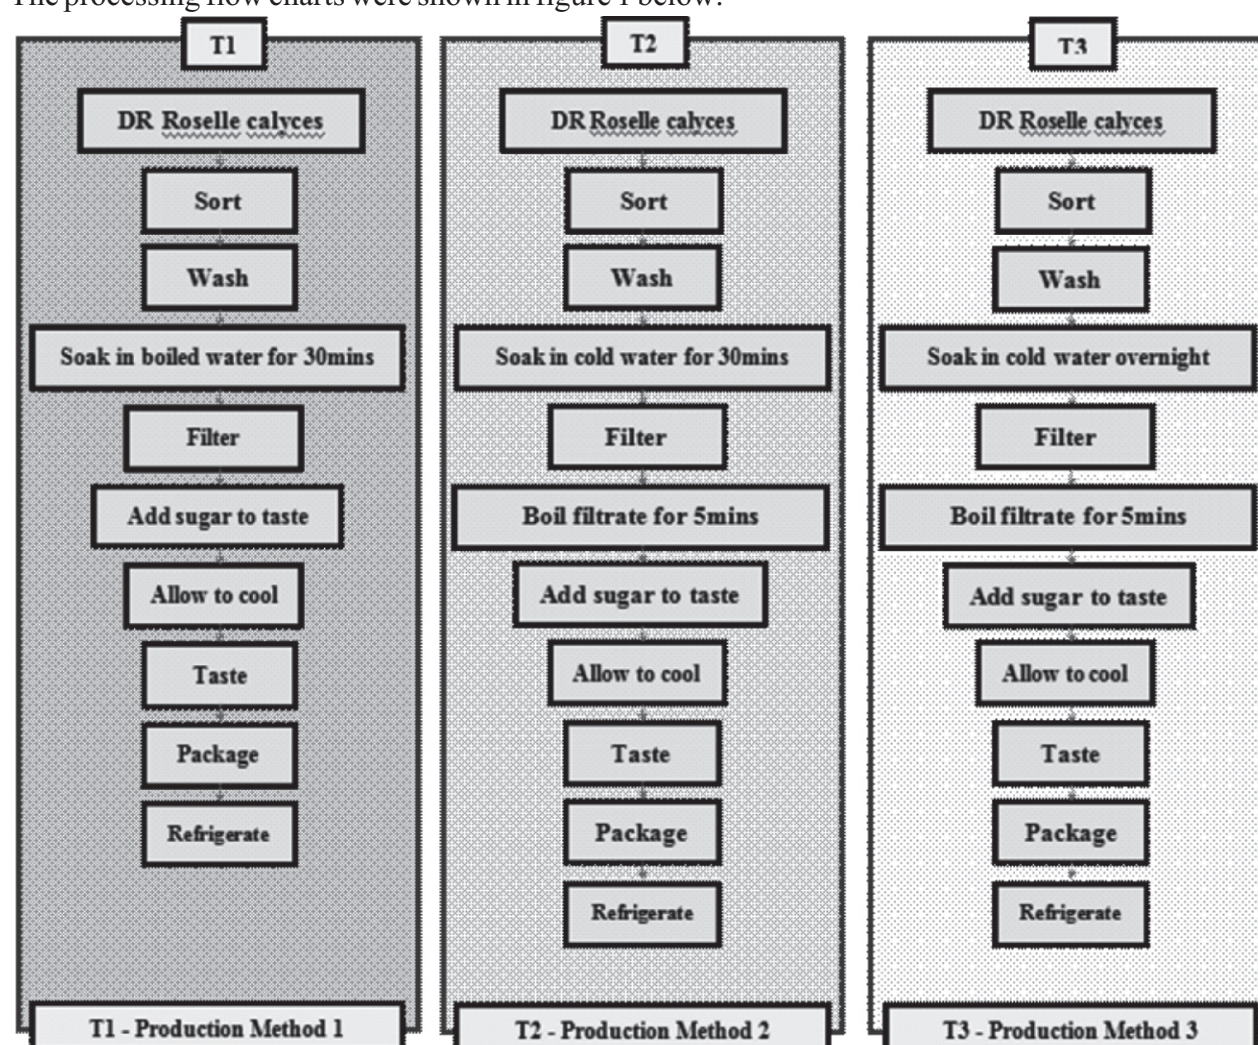 The processing flow charts were shown in figure 1 below:
T1
DR Roselle calyces
Sort
Wash
Soak in boiled water for 30mins
Filter
Add sugar to taste
Allow to cool
Taste
Package
Refrigerate
T1 - Production Method 1
T2
DR Roselle calyces
Sort
Wash
Soak in cold water for 30mins
Filter
Boil filtrate for 5mins
Add sugar to taste
Allow to cool
Taste
Package
Refrigerate
T2 - Production Method 2
T3
DR Roselle calyces
Sort
Wash
Soak in cold water overnight
Filter
Boil filtrate for 5mins
Add sugar to taste
Allow to cool
Taste
Package
Refrigerate
T3 - Production Method 3